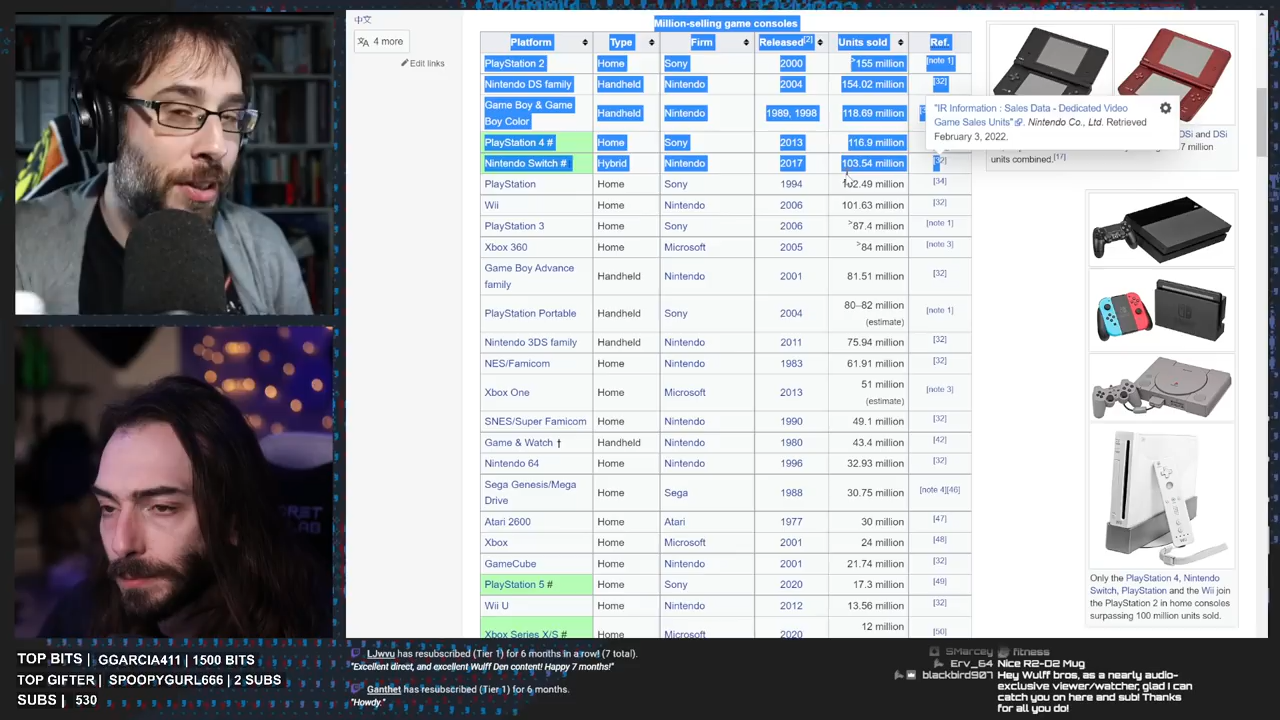 中文
4 more
Edit links
Million-selling game consoles
Platform Type Firm Released[2] Units sold Ref.
PlayStation 2 Home Sony 2000 >155 million [note 1]
Nintendo DS family Handheld Nintendo 2004 154.02 million [32]
Game Boy & Game Boy Color Handheld Nintendo 1989, 1998 118.69 million
PlayStation 4 # Home Sony 2013 116.9 million
Nintendo Switch # Hybrid Nintendo 2017 103.54 million [32]
PlayStation Home Sony 1994 102.49 million [34]
Wii Home Nintendo 2006 101.63 million [32]
PlayStation 3 Home Sony 2006 >87.4 million [note 1]
Xbox 360 Home Microsoft 2005 >84 million [note 3]
Game Boy Advance family Handheld Nintendo 2001 81.51 million [32]
PlayStation Portable Handheld Sony 2004 80–82 million (estimate) [note 1]
Nintendo 3DS family Handheld Nintendo 2011 75.94 million [32]
NES/Famicom Home Nintendo 1983 61.91 million [32]
Xbox One Home Microsoft 2013 51 million (estimate) [note 3]
SNES/Super Famicom Home Nintendo 1990 49.1 million [32]
Game & Watch † Handheld Nintendo 1980 43.4 million [42]
Nintendo 64 Home Nintendo 1996 32.93 million [32]
Sega Genesis/Mega Drive Home Sega 1988 30.75 million [note 4][46]
Atari 2600 Home Atari 1977 30 million [47]
Xbox Home Microsoft 2001 24 million [48]
GameCube Home Nintendo 2001 21.74 million [32]
PlayStation 5 # Home Sony 2020 17.3 million [49]
Wii U Home Nintendo 2012 13.56 million [32]
Xbox Series X/S # Home Microsoft 2020 12 million [50]
"IR Information : Sales Data - Dedicated Video
Game Sales Units". Nintendo Co., Ltd. Retrieved
February 3, 2022.
DSi and DSi
7 million
units combined.[17]
Only the PlayStation 4, Nintendo
Switch, PlayStation and the Wii join
the PlayStation 2 in home consoles
surpassing 100 million units sold.
TOP BITS | GGARCIA411 | 1500 BITS
TOP GIFTER | SPOOPYGURL66 | 2 SUBS
SUBS | 530
LJwvu has resubscribed (Tier 1) for 6 months in a row! (7 total).
"Excellent direct, and excellent Wulff Den content! Happy 7 months!"
Ganthet has resubscribed (Tier 1) for 6 months.
"Howdy."
SMarcey fitness
Erv_64 Nice R2-D2 Mug
blackbird907 Hey Wulff bros, as a nearly audio-
exclusive viewer/watcher, glad I can
catch you on here and sub! Thanks
for all you do!